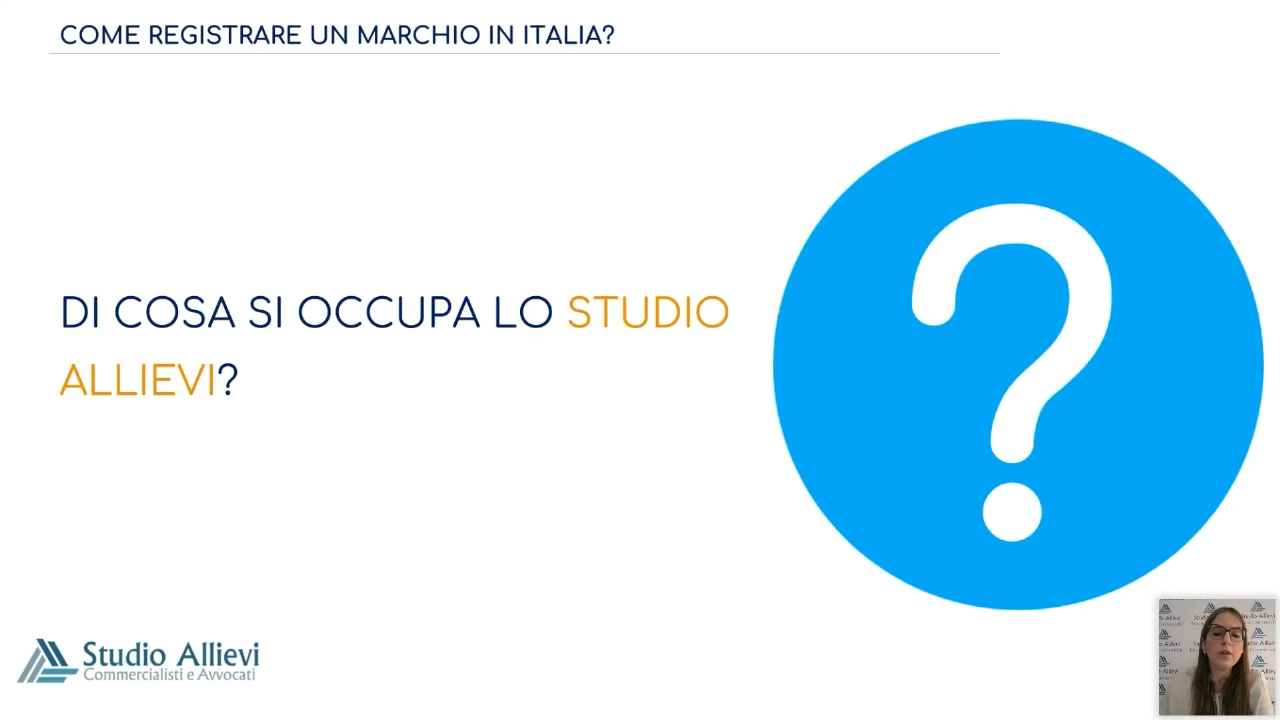 COME REGISTRARE UN MARCHIO IN ITALIA?
DI COSA SI OCCUPA LO STUDIO
ALLIEVI?
Studio Allievi
Commercialisti e Avvocati